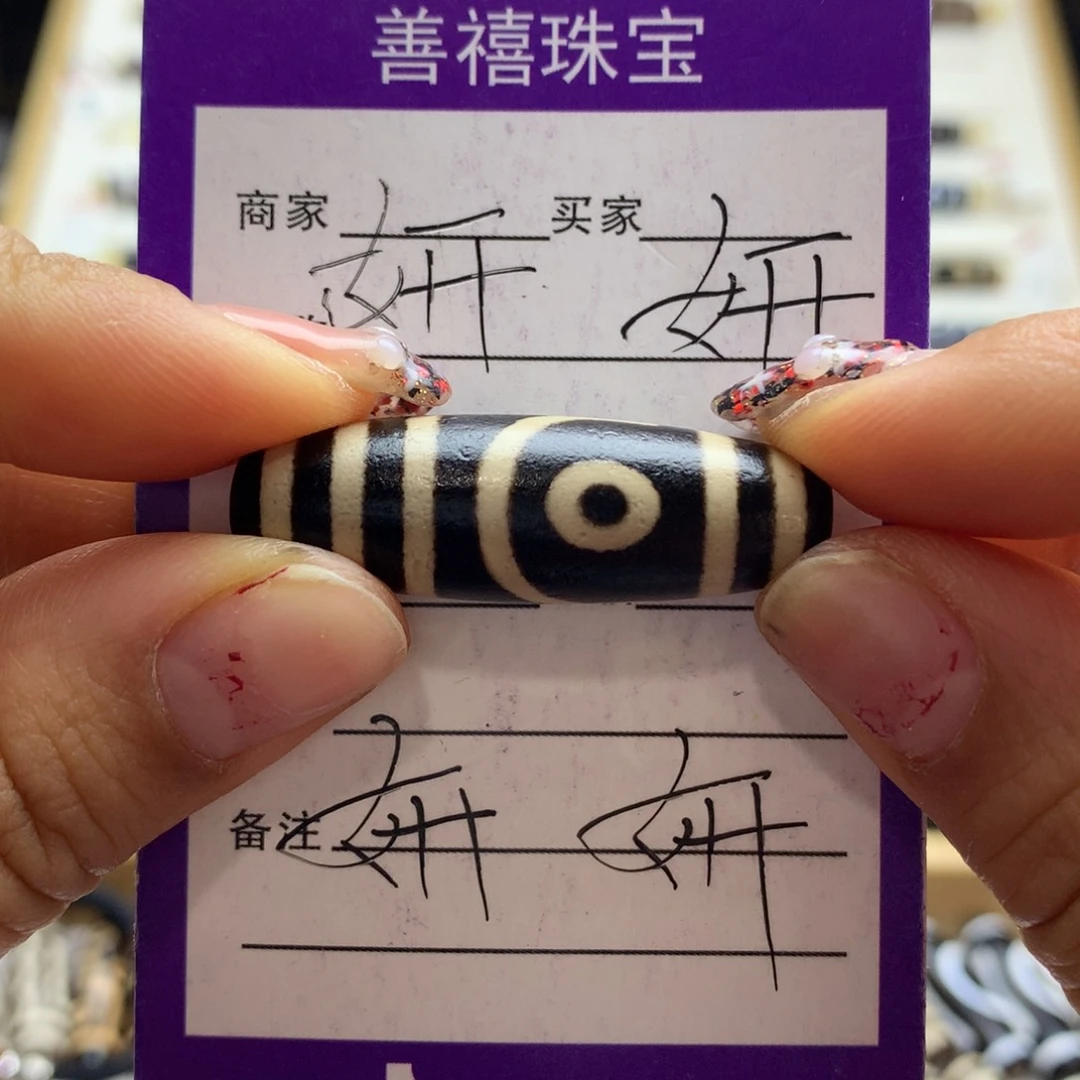 善禧珠宝
商家 妍 买家 妍
备注 妍 妍